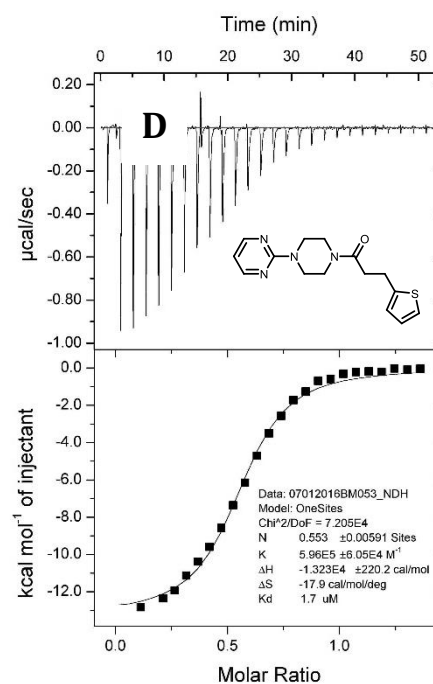 Time (min)
0 10 20 30 40 50
0.20
0.00
-0.20
-0.40
-0.60
-0.80
-1.00
µcal/sec
D
N
N
N
N
O
S
0.0
-2.0
-4.0
-6.0
-8.0
-10.0
-12.0
kcal mol⁻¹ of injectant
Data: 07012016BM053_NDH
Model: OneSites
Chi^2/DoF = 7.205E4
N 0.553 ±0.00591 Sites
K 5.96E5 ±6.05E4 M⁻¹
ΔH -1.323E4 ±220.2 cal/mol
ΔS -17.9 cal/mol/deg
Kd 1.7 uM
0.0 0.5 1.0
Molar Ratio